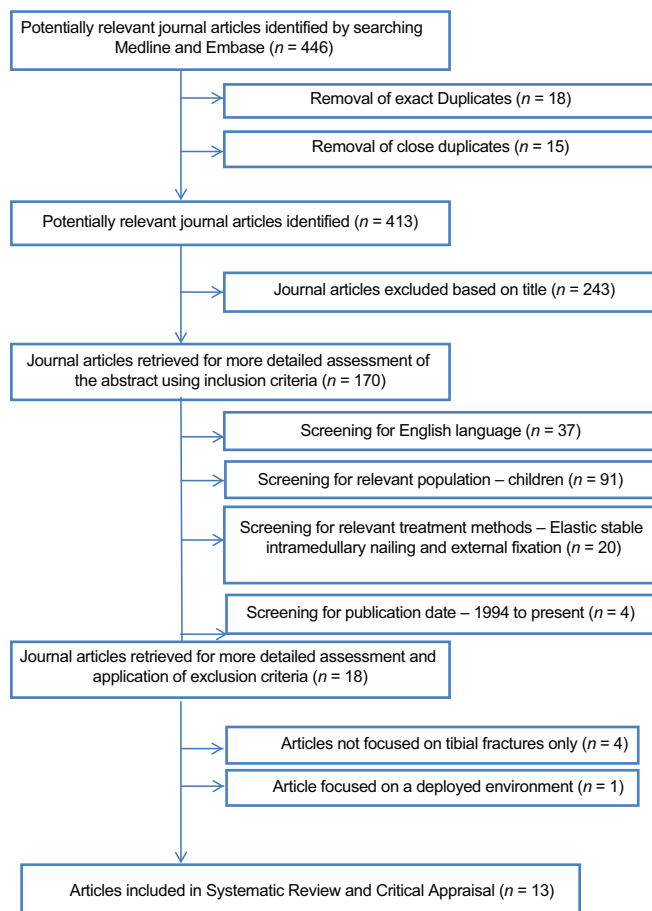 Potentially relevant journal articles identified by searching
Medline and Embase (n = 446)
Removal of exact Duplicates (n = 18)
Removal of close duplicates (n = 15)
Potentially relevant journal articles identified (n = 413)
Journal articles excluded based on title (n = 243)
Journal articles retrieved for more detailed assessment of
the abstract using inclusion criteria (n = 170)
Screening for English language (n = 37)
Screening for relevant population – children (n = 91)
Screening for relevant treatment methods – Elastic stable
intramedullary nailing and external fixation (n = 20)
Screening for publication date – 1994 to present (n = 4)
Journal articles retrieved for more detailed assessment and
application of exclusion criteria (n = 18)
Articles not focused on tibial fractures only (n = 4)
Article focused on a deployed environment (n = 1)
Articles included in Systematic Review and Critical Appraisal (n = 13)